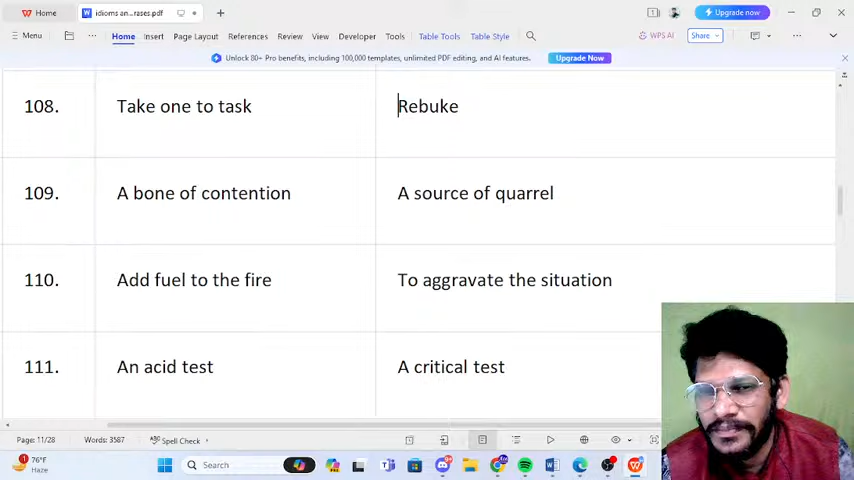 Home
idioms an...rases.pdf
Upgrade now
Menu
Home Insert Page Layout References Review View Developer Tools Table Tools Table Style
WPS AI
Share
Unlock 80+ Pro benefits, including 100,000 templates, unlimited PDF editing, and AI features.
Upgrade Now
108. Take one to task Rebuke
109. A bone of contention A source of quarrel
110. Add fuel to the fire To aggravate the situation
111. An acid test A critical test
Page: 11/28 Words: 3587 Spell Check
76°F
Haze
Search